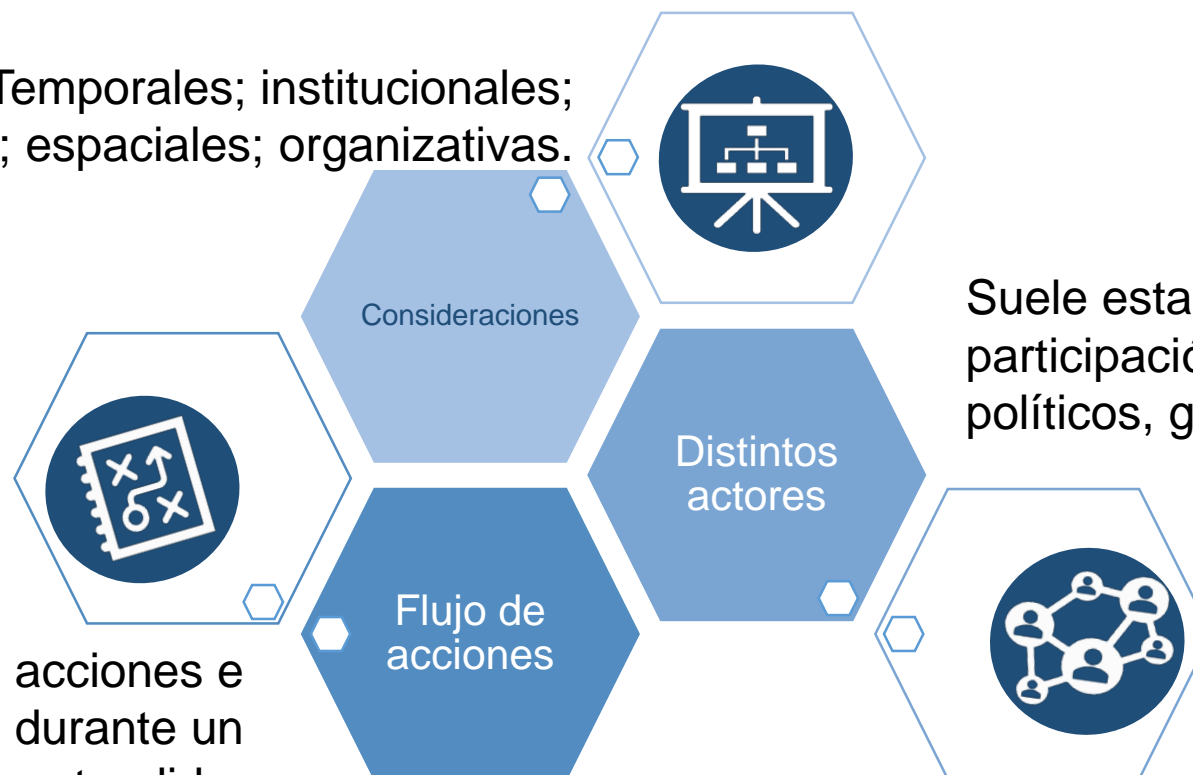 Temporales; institucionales;
; espaciales; organizativas.
Consideraciones
Suele esta
participació
políticos, g
Distintos
actores
Flujo de
acciones
acciones e
durante un